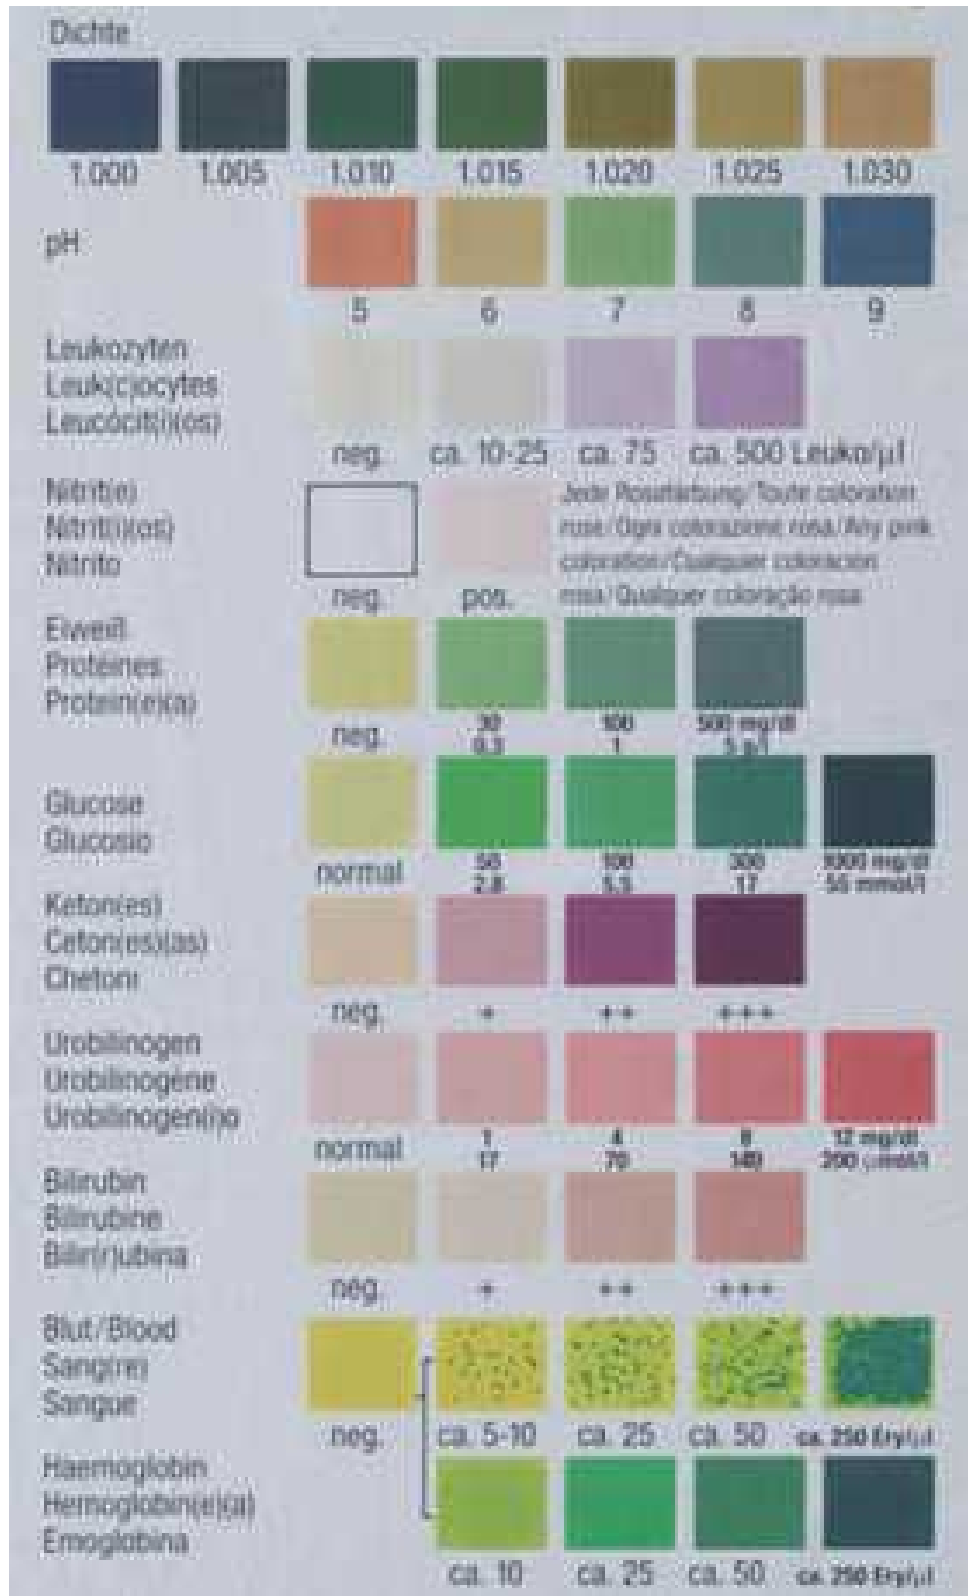 Dichte
1.000 1.005 1.010 1.015 1.020 1.025 1.030
pH
5 6 7 8 9
Leukozyten
Leuk(c)ocytes
Leucócit(i)(os)
neg. ca. 10-25 ca. 75 ca. 500 Leuko/µl
Nitrit(e)
Nitrit(i)(os)
Nitrito
neg. pos.
Jede Rosafärbung/Toute coloration
rose/Ogni colorazione rosa/Any pink
coloration/Cualquier coloración
rosa/Qualquer coloração rosa
Eiweiß
Protéines
Protein(e)(a)
neg. 30 100 500 mg/dl
0.3 1 5 g/l
Glucose
Glucosio
normal 50 100 300 1000 mg/dl
2.8 5.5 17 55 mmol/l
Keton(es)
Ceton(es)(as)
Chetoni
neg. + ++ +++
Urobilinogen
Urobilinogène
Urobilinogen(i)o
normal 1 4 8 12 mg/dl
17 70 140 200 µmol/l
Bilirubin
Bilirubine
Bilir(r)ubina
neg. + ++ +++
Blut/Blood
Sang(re)
Sangue
neg. ca. 5-10 ca. 25 ca. 50 ca. 250 Ery/µl
Haemoglobin
Hemoglobin(e)(a)
Emoglobina
ca. 10 ca. 25 ca. 50 ca. 250 Ery/µl